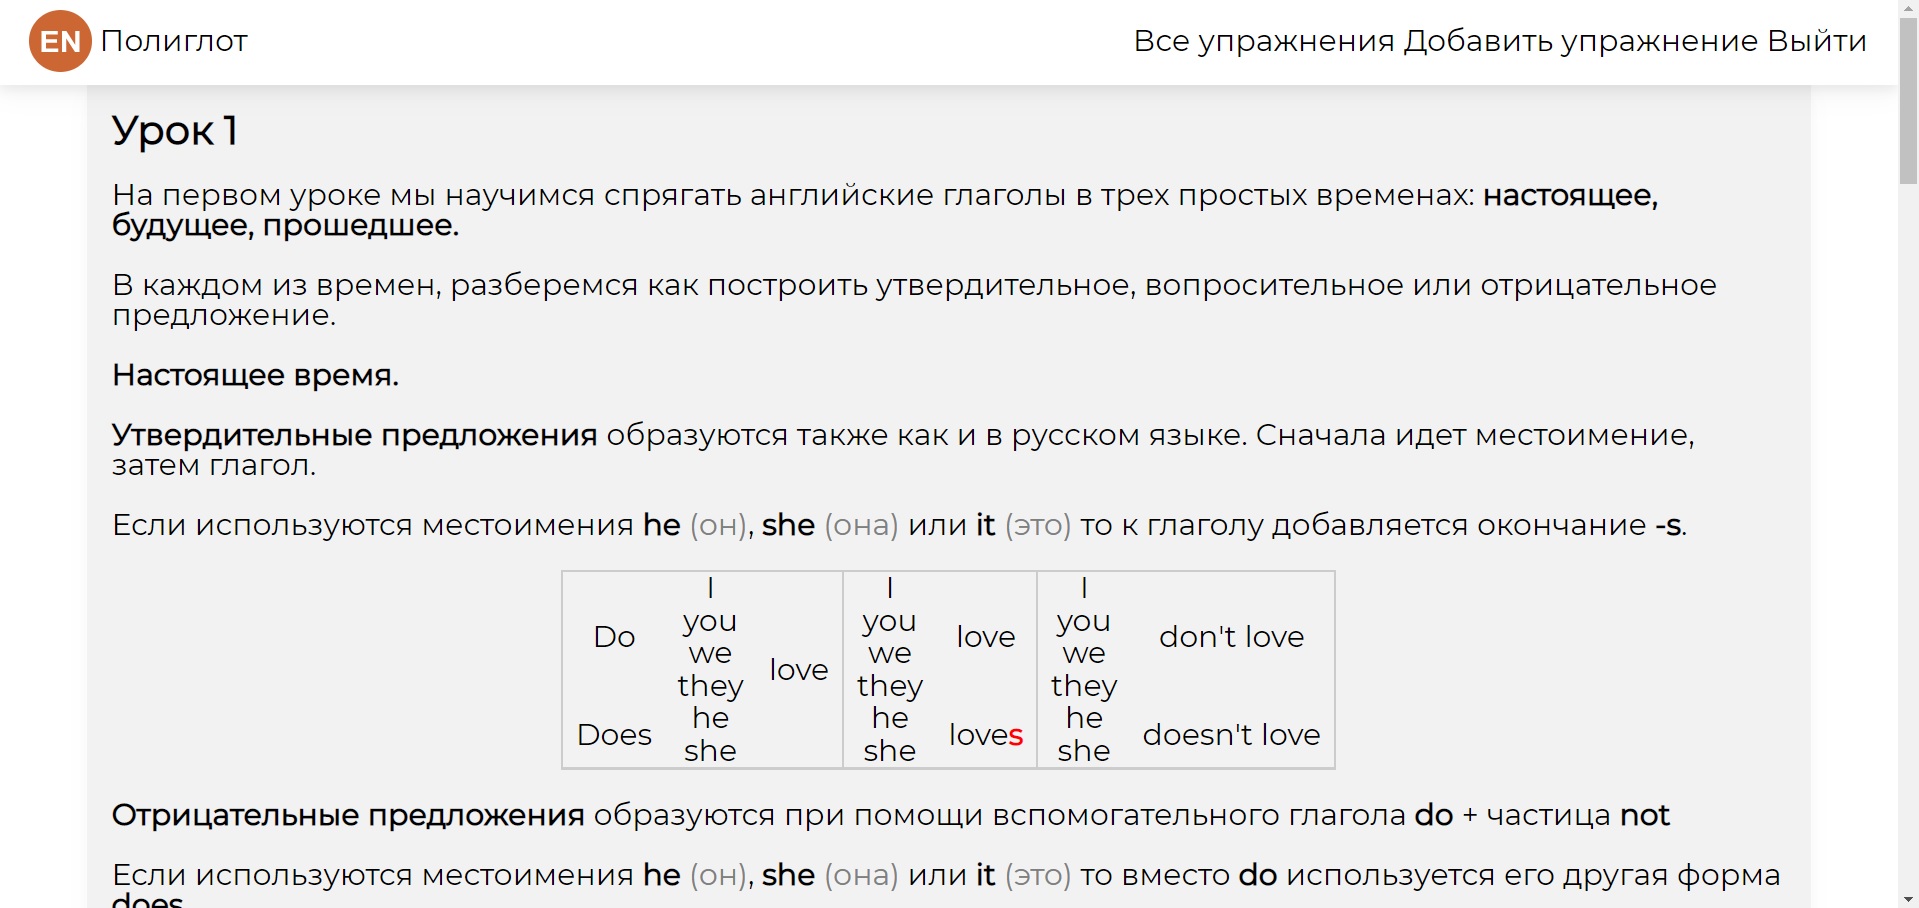 EN Полиглот
Все упражнения Добавить упражнение Выйти
Урок 1
На первом уроке мы научимся спрягать английские глаголы в трех простых временах: настоящее,
будущее, прошедшее.
В каждом из времен, разберемся как построить утвердительное, вопросительное или отрицательное
предложение.
Настоящее время.
Утвердительные предложения образуются также как и в русском языке. Сначала идет местоимение,
затем глагол.
Если используются местоимения he (он), she (она) или it (это) то к глаголу добавляется окончание -s.
Do
Does
I
you
we
they
he
she
love
I
you
we
they
he
she
love
loves
I
you
we
they
he
she
don't love
doesn't love
Отрицательные предложения образуются при помощи вспомогательного глагола do + частица not
Если используются местоимения he (он), she (она) или it (это) то вместо do используется его другая форма
does